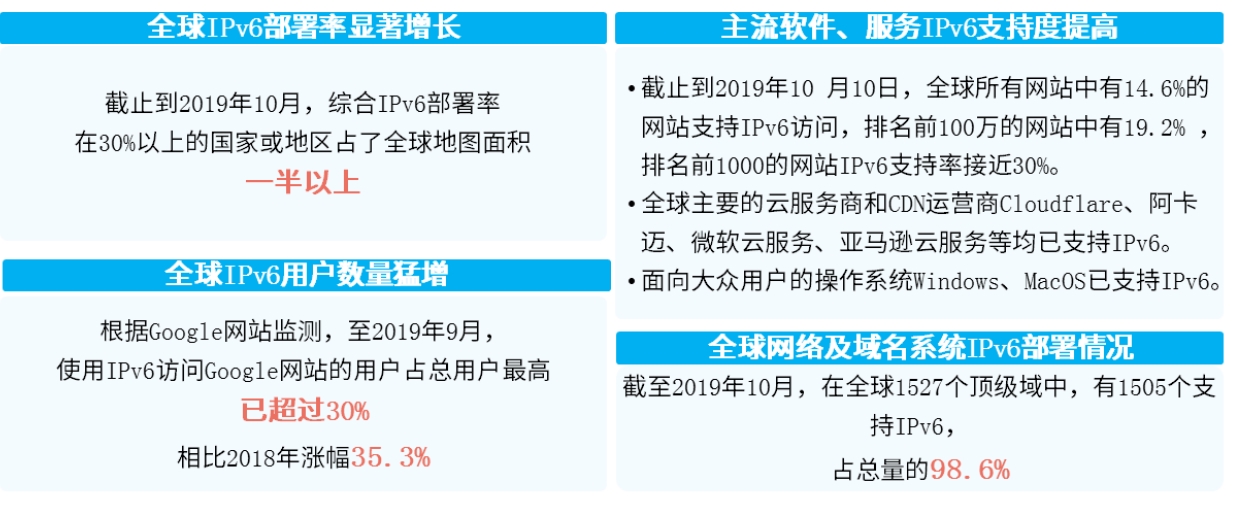 全球IPv6部署率显著增长
截止到2019年10月，综合IPv6部署率
在30%以上的国家或地区占了全球地图面积
一半以上
全球IPv6用户数量猛增
根据Google网站监测，至2019年9月，
使用IPv6访问Google网站的用户占总用户最高
已超过30%
相比2018年涨幅35.3%
主流软件、服务IPv6支持度提高
•截止到2019年10 月10日，全球所有网站中有14.6%的
网站支持IPv6访问，排名前100万的网站中有19.2% ，
排名前1000的网站IPv6支持率接近30%。
•全球主要的云服务商和CDN运营商Cloudflare、阿卡
迈、微软云服务、亚马逊云服务等均已支持IPv6。
•面向大众用户的操作系统Windows、MacOS已支持IPv6。
全球网络及域名系统IPv6部署情况
截至2019年10月，在全球1527个顶级域中，有1505个支
持IPv6，
占总量的98.6%